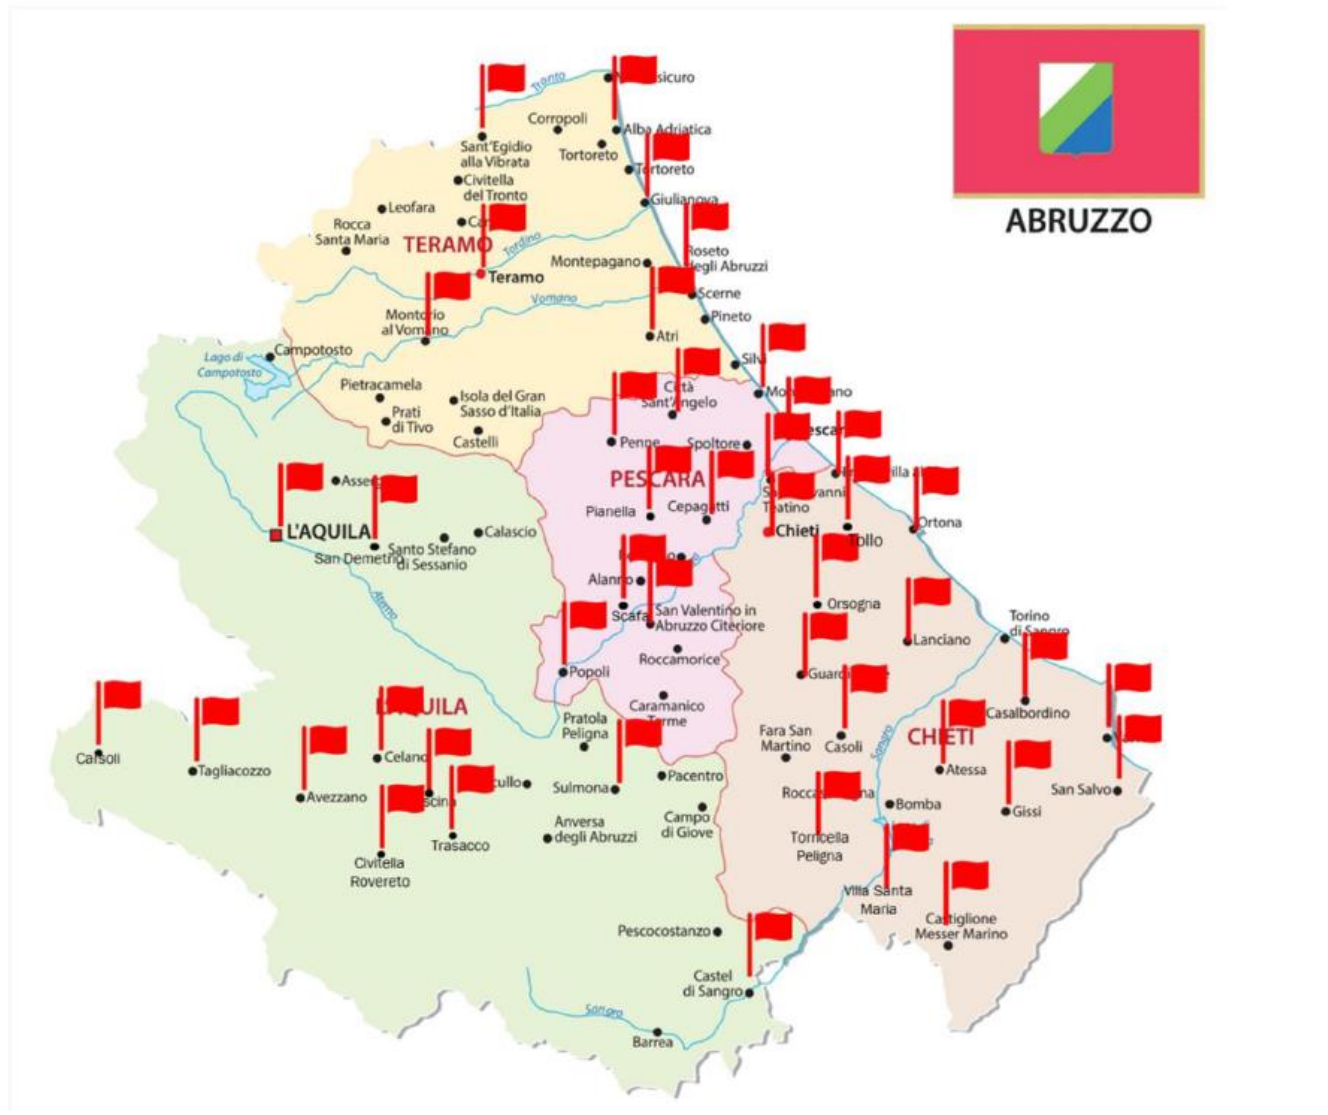 ABRUZZO
Tronto
Corropoli
Alba Adriatica
Sant'Egidio
alla Vibrata
Tortoreto
Tortoreto
Civitella
del Tronto
Giulianova
Leofara
Rocca
Santa Maria
TERAMO
Tordino
Roseto
degli Abruzzi
Montepagano
Teramo
Scerne
Vomano
Pineto
Montorio
al Vomano
Atri
Lago di
Campotosto
Campotosto
Silvi
Pietracamela
Isola del Gran
Sasso d'Italia
Città
Sant'Angelo
Prati
di Tivo
Castelli
Penne
Spoltore
PESCARA
Pianella
Cepagatti
Teatino
Chieti
Ortona
Tollo
L'AQUILA
San Demetrio
Santo Stefano
di Sessanio
Calascio
Aterno
Alanno
Scafa
San Valentino in
Abruzzo Citeriore
Orsogna
Lanciano
Torino
di Sangro
Roccamorice
Popoli
Caramanico
Terme
Casalbordino
L'AQUILA
Pratola
Peligna
Fara San
Martino
Casoli
Sangro
CHIETI
Carsoli
Tagliacozzo
Celano
Avezzano
Sulmona
Pacentro
Atessa
San Salvo
Gissi
Bomba
Trasacco
Anversa
degli Abruzzi
Campo
di Giove
Torricella
Peligna
Civitella
Rovereto
Villa Santa
Maria
Castiglione
Messer Marino
Pescocostanzo
Castel
di Sangro
Sangro
Barrea